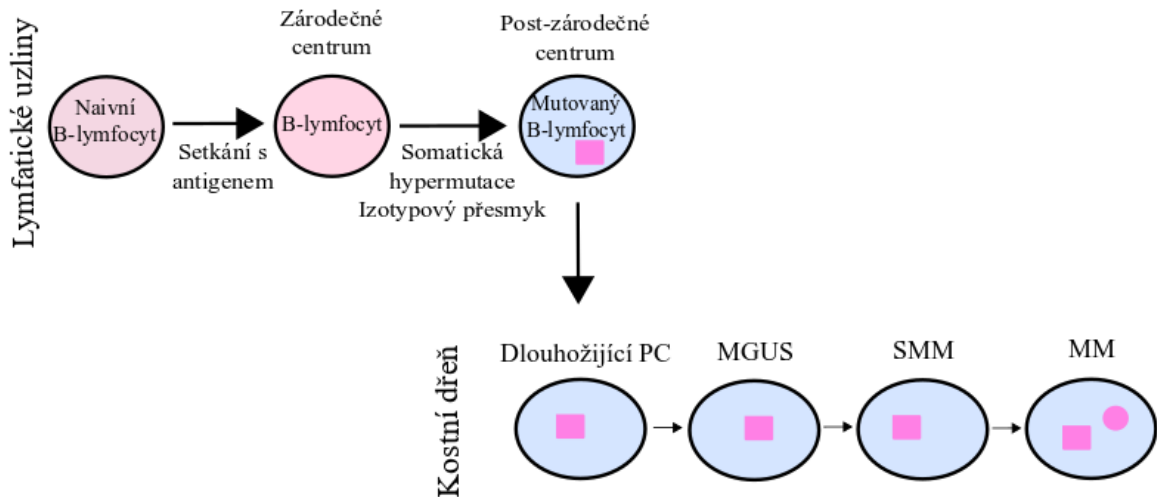 Lymfatické uzliny
Zárodečné
centrum
Post-zárodečné
centrum
Naivní
B-lymfocyt
B-lymfocyt
Mutovaný
B-lymfocyt
Setkání s
antigenem
Somatická
hypermutace
Izotypový přesmyk
Kostní dřeň
Dlouhožijící PC
MGUS
SMM
MM